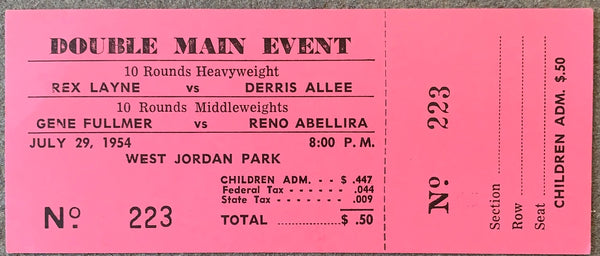 DOUBLE MAIN EVENT
10 Rounds Heavyweight
REX LAYNE vs DERRIS ALLEE
10 Rounds Middleweights
GENE FULLMER vs RENO ABELLIRA
JULY 29, 1954 8:00 P. M.
WEST JORDAN PARK
CHILDREN ADM. - - $ .447
Federal Tax - - - - - - .044
State Tax - - - - - - - .009
TOTAL ..................$ .50
Nº. 223
Nº. 223
Section
Row
Seat
CHILDREN ADM. $.50